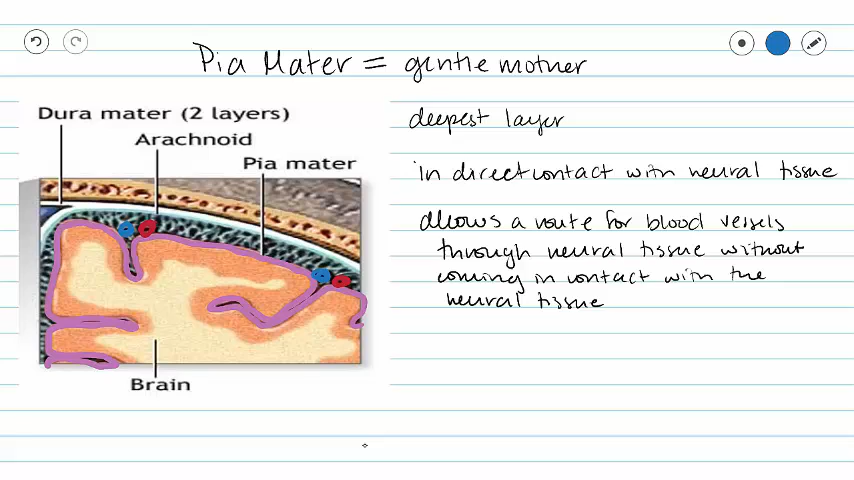 Pia Mater = gentle mother
Dura mater (2 layers)
Arachnoid
Pia mater
Brain
deepest layer
in direct contact with neural tissue
allows a route for blood vessels
through neural tissue without
coming in contact with the
neural tissue